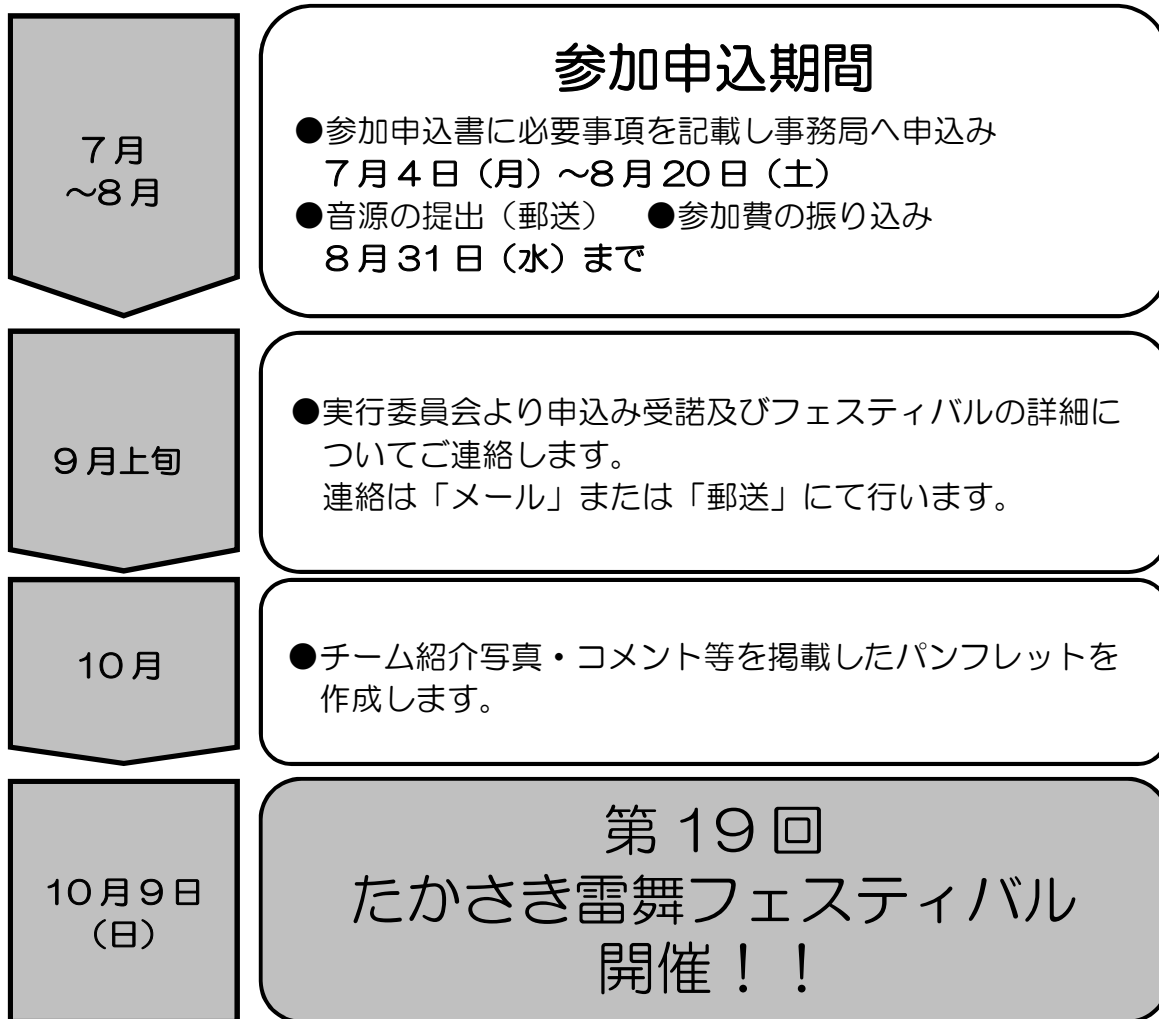 7月
～8月
参加申込期間
●参加申込書に必要事項を記載し事務局へ申込み
7月4日（月）～8月20日（土）
●音源の提出（郵送）　●参加費の振り込み
8月31日（水）まで
9月上旬
●実行委員会より申込み受諾及びフェスティバルの詳細に
ついてご連絡します。
連絡は「メール」または「郵送」にて行います。
10月
●チーム紹介写真・コメント等を掲載したパンフレットを
作成します。
10月9日
（日）
第19回
たかさき雷舞フェスティバル
開催！！